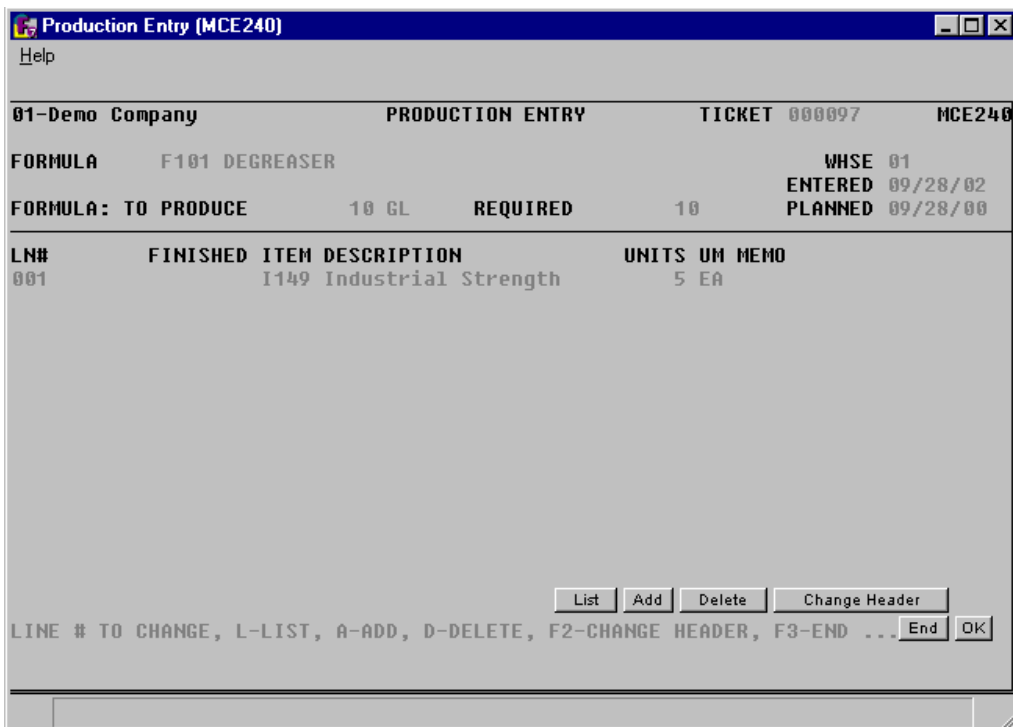 Production Entry (MCE240)
Help
01-Demo Company PRODUCTION ENTRY TICKET 000097 MCE240
FORMULA F101 DEGREASER WHSE 01
ENTERED 09/28/02
FORMULA: TO PRODUCE 10 GL REQUIRED 10 PLANNED 09/28/00
LN# FINISHED ITEM DESCRIPTION UNITS UM MEMO
001 I149 Industrial Strength 5 EA
List Add Delete Change Header
LINE # TO CHANGE, L-LIST, A-ADD, D-DELETE, F2-CHANGE HEADER, F3-END ... End OK